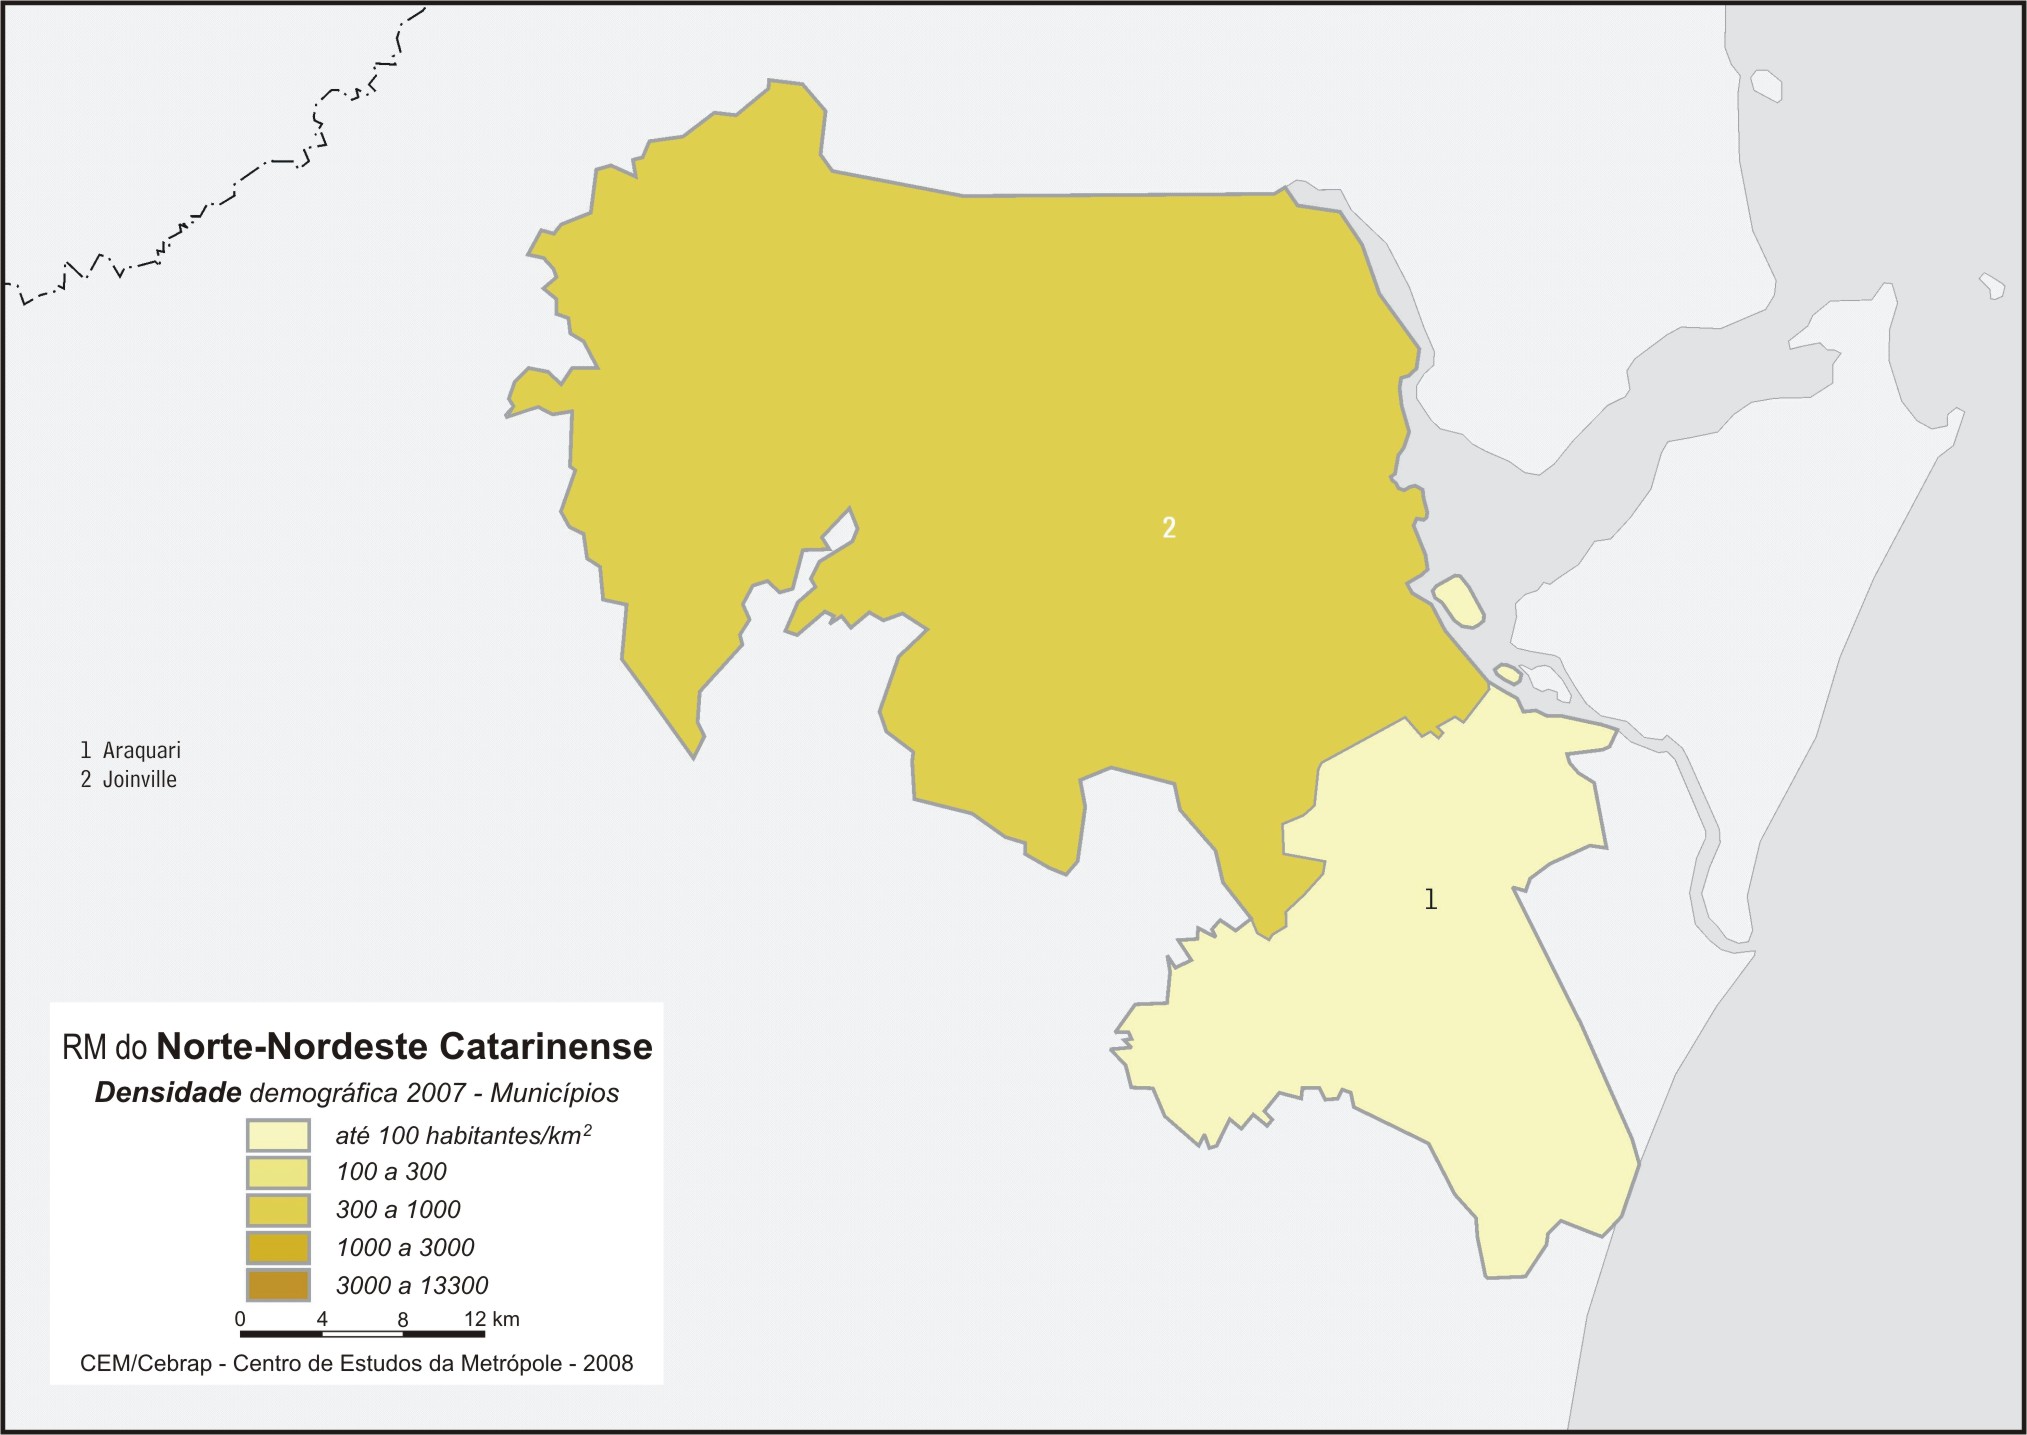 2
1
1 Araquari
2 Joinville
RM do Norte-Nordeste Catarinense
Densidade demográfica 2007 - Municípios
até 100 habitantes/km²
100 a 300
300 a 1000
1000 a 3000
3000 a 13300
0 4 8 12 km
CEM/Cebrap - Centro de Estudos da Metrópole - 2008